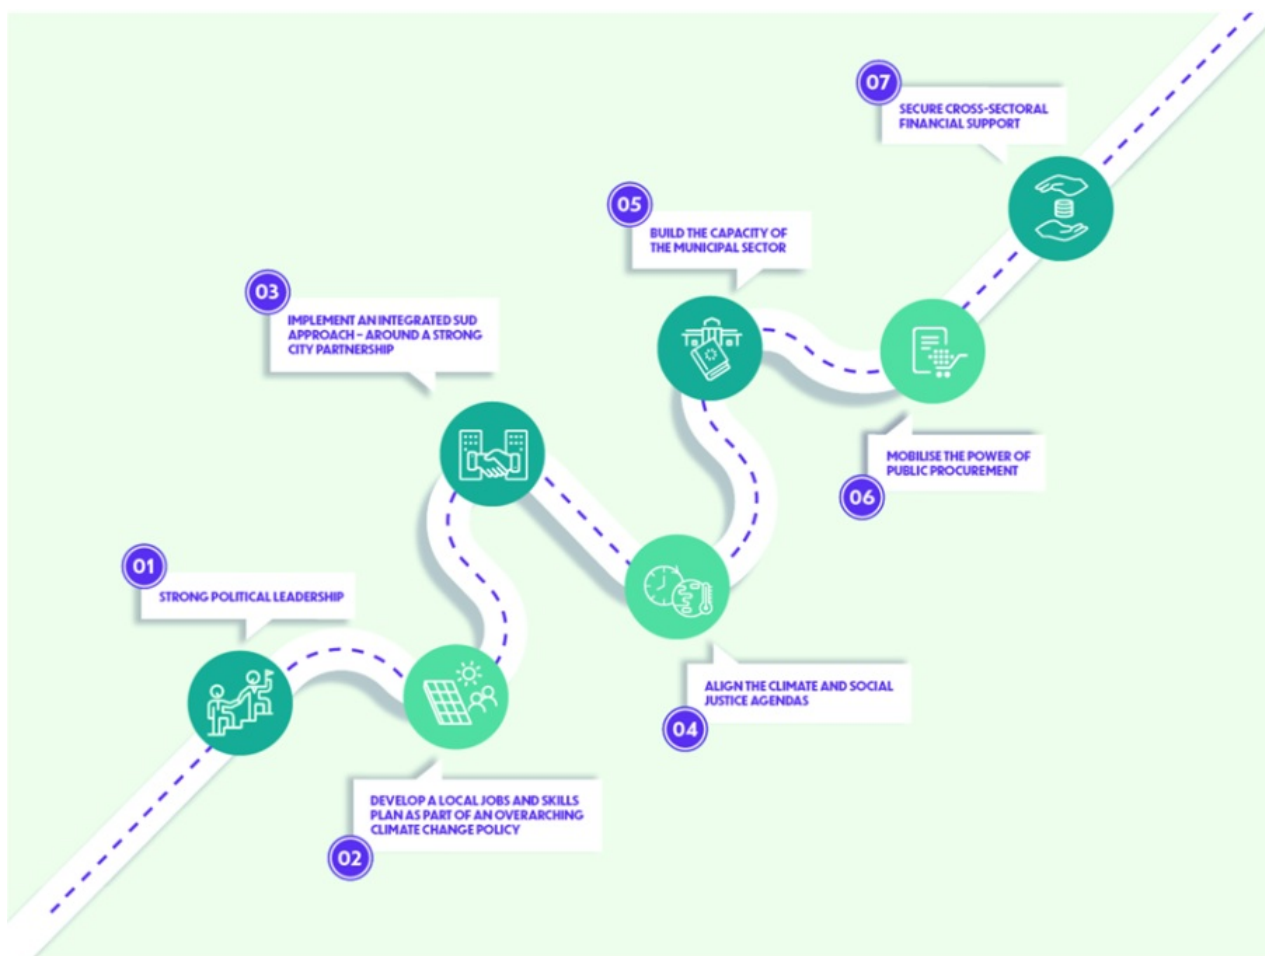 01
STRONG POLITICAL LEADERSHIP
02
DEVELOP A LOCAL JOBS AND SKILLS
PLAN AS PART OF AN OVERARCHING
CLIMATE CHANGE POLICY
03
IMPLEMENT AN INTEGRATED SUD
APPROACH – AROUND A STRONG
CITY PARTNERSHIP
04
ALIGN THE CLIMATE AND SOCIAL
JUSTICE AGENDAS
05
BUILD THE CAPACITY OF
THE MUNICIPAL SECTOR
06
MOBILISE THE POWER OF
PUBLIC PROCUREMENT
07
SECURE CROSS-SECTORAL
FINANCIAL SUPPORT